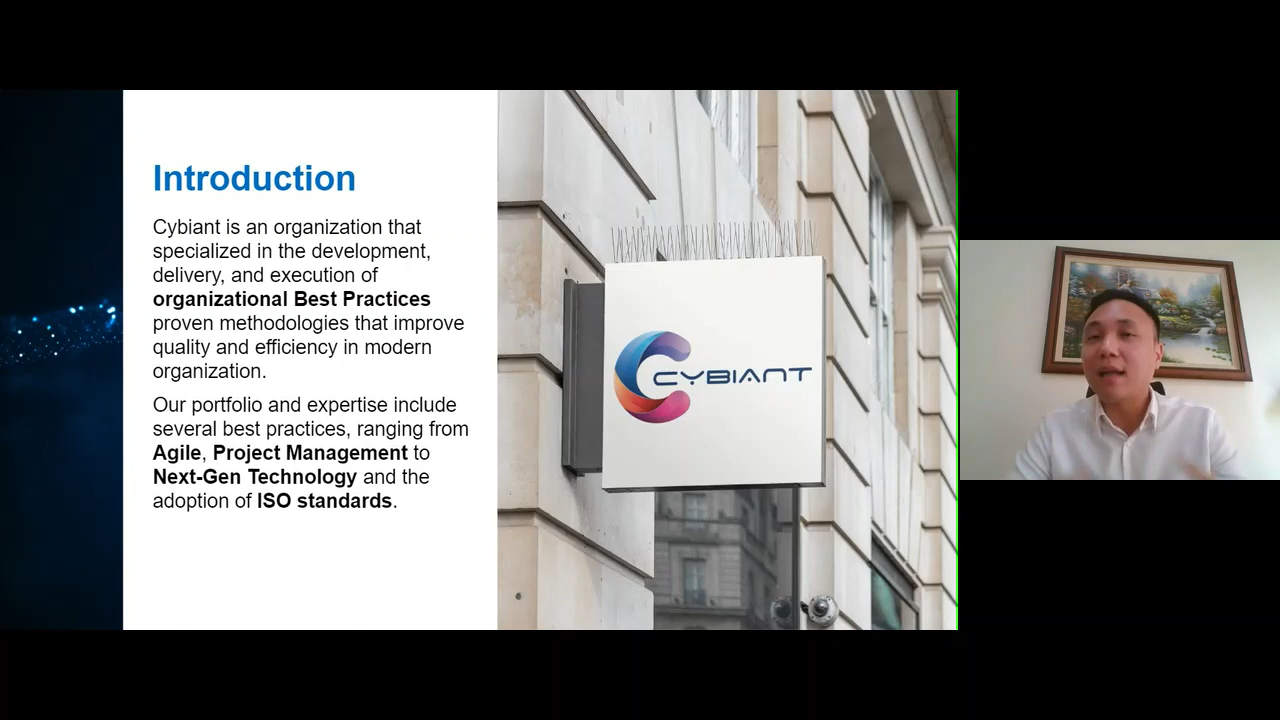 Introduction
Cybiant is an organization that
specialized in the development,
delivery, and execution of
organizational Best Practices
proven methodologies that improve
quality and efficiency in modern
organization.
Our portfolio and expertise include
several best practices, ranging from
Agile, Project Management to
Next-Gen Technology and the
adoption of ISO standards.
CYBIANT